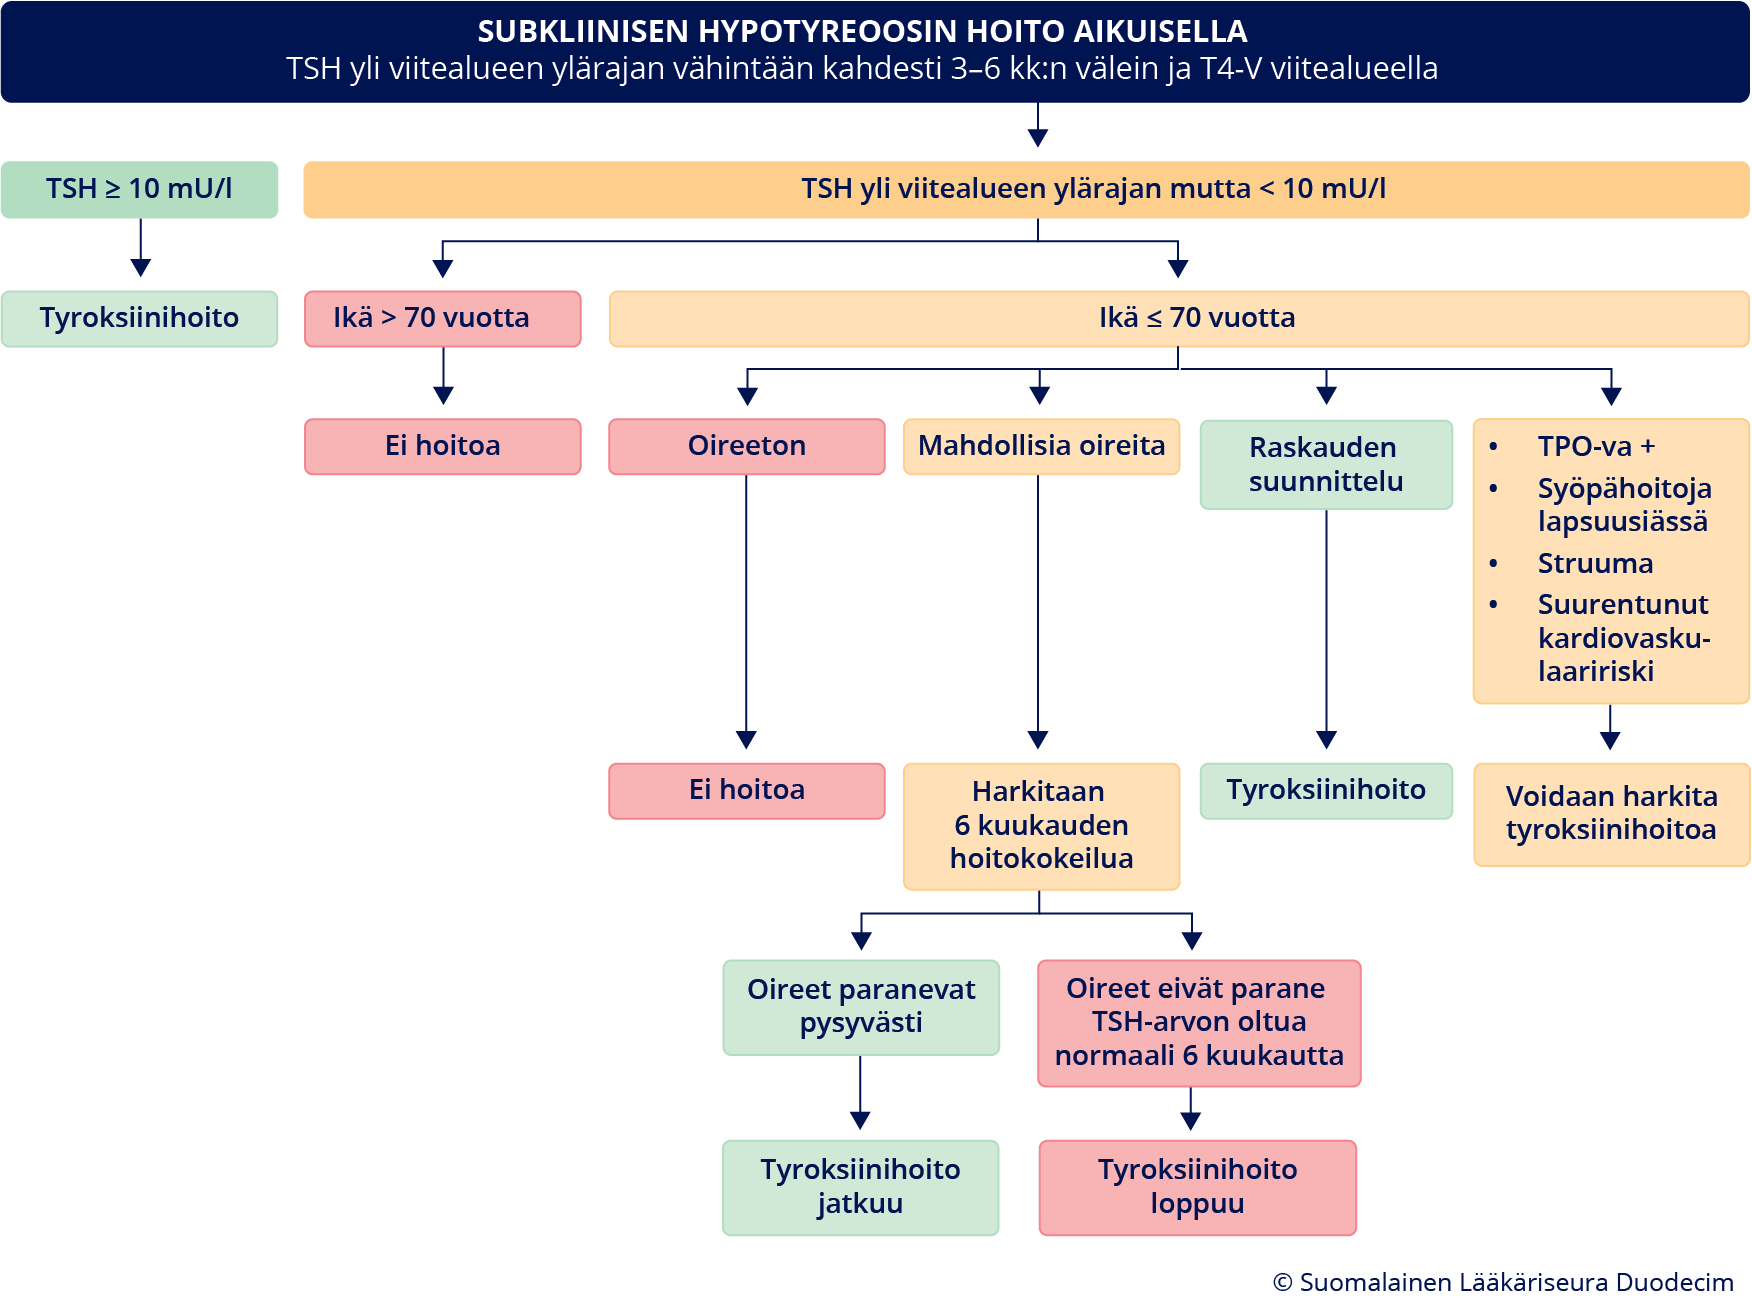 SUBKLIINISEN HYPOTYREOOSIN HOITO AIKUISELLA
TSH yli viitealueen ylärajan vähintään kahdesti 3–6 kk:n välein ja T4-V viitealueella
TSH ≥ 10 mU/l
TSH yli viitealueen ylärajan mutta < 10 mU/l
Tyroksiinihoito
Ikä > 70 vuotta
Ikä ≤ 70 vuotta
Ei hoitoa
Oireeton
Mahdollisia oireita
Raskauden
suunnittelu
• TPO-va +
• Syöpähoitoja
lapsuusiässä
• Struuma
• Suurentunut
kardiovasku-
laaririski
Ei hoitoa
Harkitaan
6 kuukauden
hoitokokeilua
Tyroksiinihoito
Voidaan harkita
tyroksiinihoitoa
Oireet paranevat
pysyvästi
Oireet eivät parane
TSH-arvon oltua
normaali 6 kuukautta
Tyroksiinihoito
jatkuu
Tyroksiinihoito
loppuu
© Suomalainen Lääkäriseura Duodecim